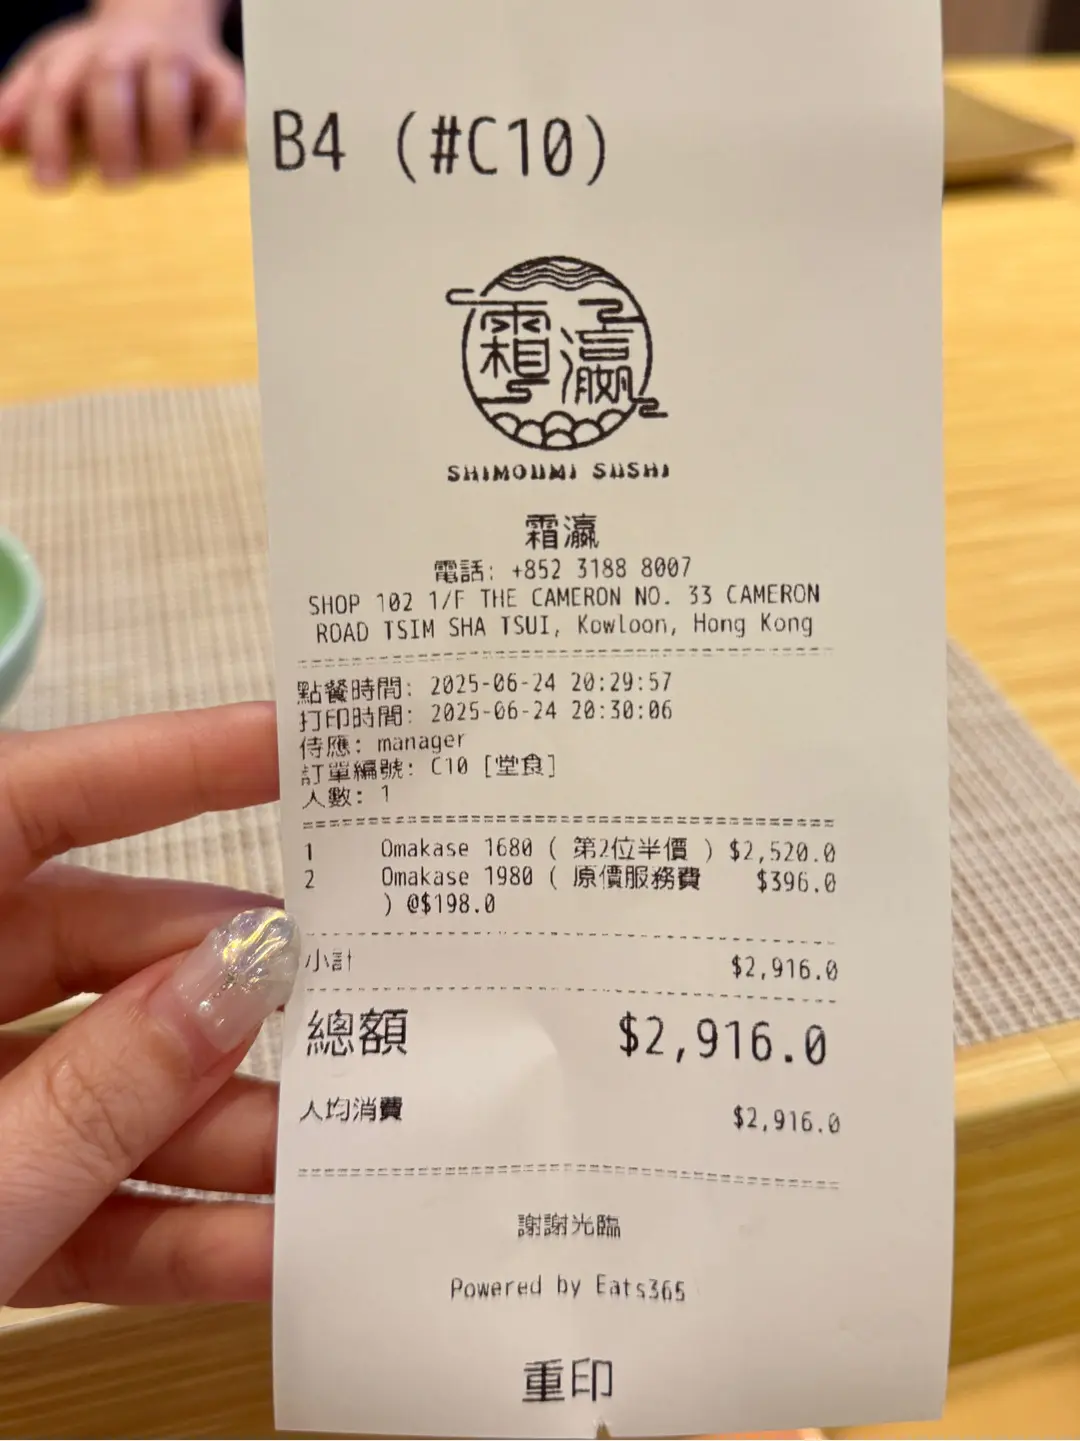 B4 (#C10)
霜瀛
SHIMOUMI SUSHI
霜瀛
電話: +852 3188 8007
SHOP 102 1/F THE CAMERON NO. 33 CAMERON
ROAD TSIM SHA TSUI, Kowloon, Hong Kong
點餐時間: 2025-06-24 20:29:57
打印時間: 2025-06-24 20:30:06
侍應: manager
訂單編號: C10 [堂食]
人數: 1
1 Omakase 1680 ( 第2位半價 ) $2,520.0
2 Omakase 1980 ( 原價服務費 $396.0
) @$198.0
小計 $2,916.0
總額 $2,916.0
人均消費 $2,916.0
謝謝光臨
Powered by Eats365
重印